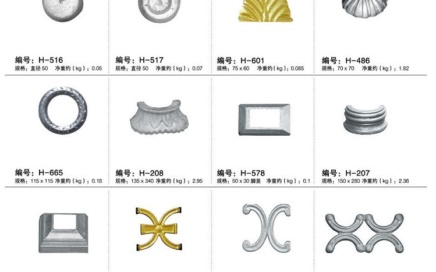 编号：H-516
规格：直径 50 净重约（kg）：0.05
编号：H-517
规格：直径 50 净重约（kg）：0.07
编号：H-601
规格：75 x 60 净重约（kg）：0.085
编号：H-486
规格：70 x 70 净重约（kg）：1.82
编号：H-665
规格：115 x 115 净重约（kg）：0.18
编号：H-208
规格：135 x 340 净重约（kg）：2.95
编号：H-578
规格：50 x 30 脚垫 净重约（kg）：0.1
编号：H-207
规格：150 x 280 净重约（kg）：2.36